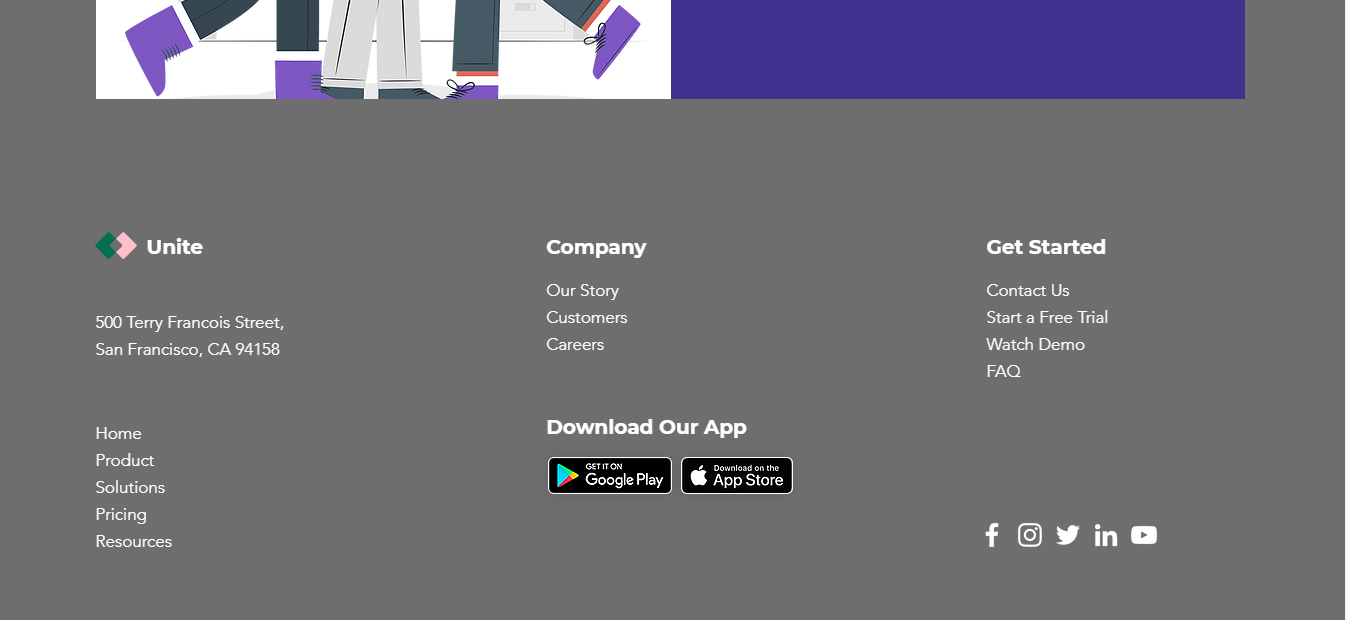 Unite
500 Terry Francois Street,
San Francisco, CA 94158
Home
Product
Solutions
Pricing
Resources
Company
Our Story
Customers
Careers
Download Our App
GET IT ON
Google Play
Download on the
App Store
Get Started
Contact Us
Start a Free Trial
Watch Demo
FAQ